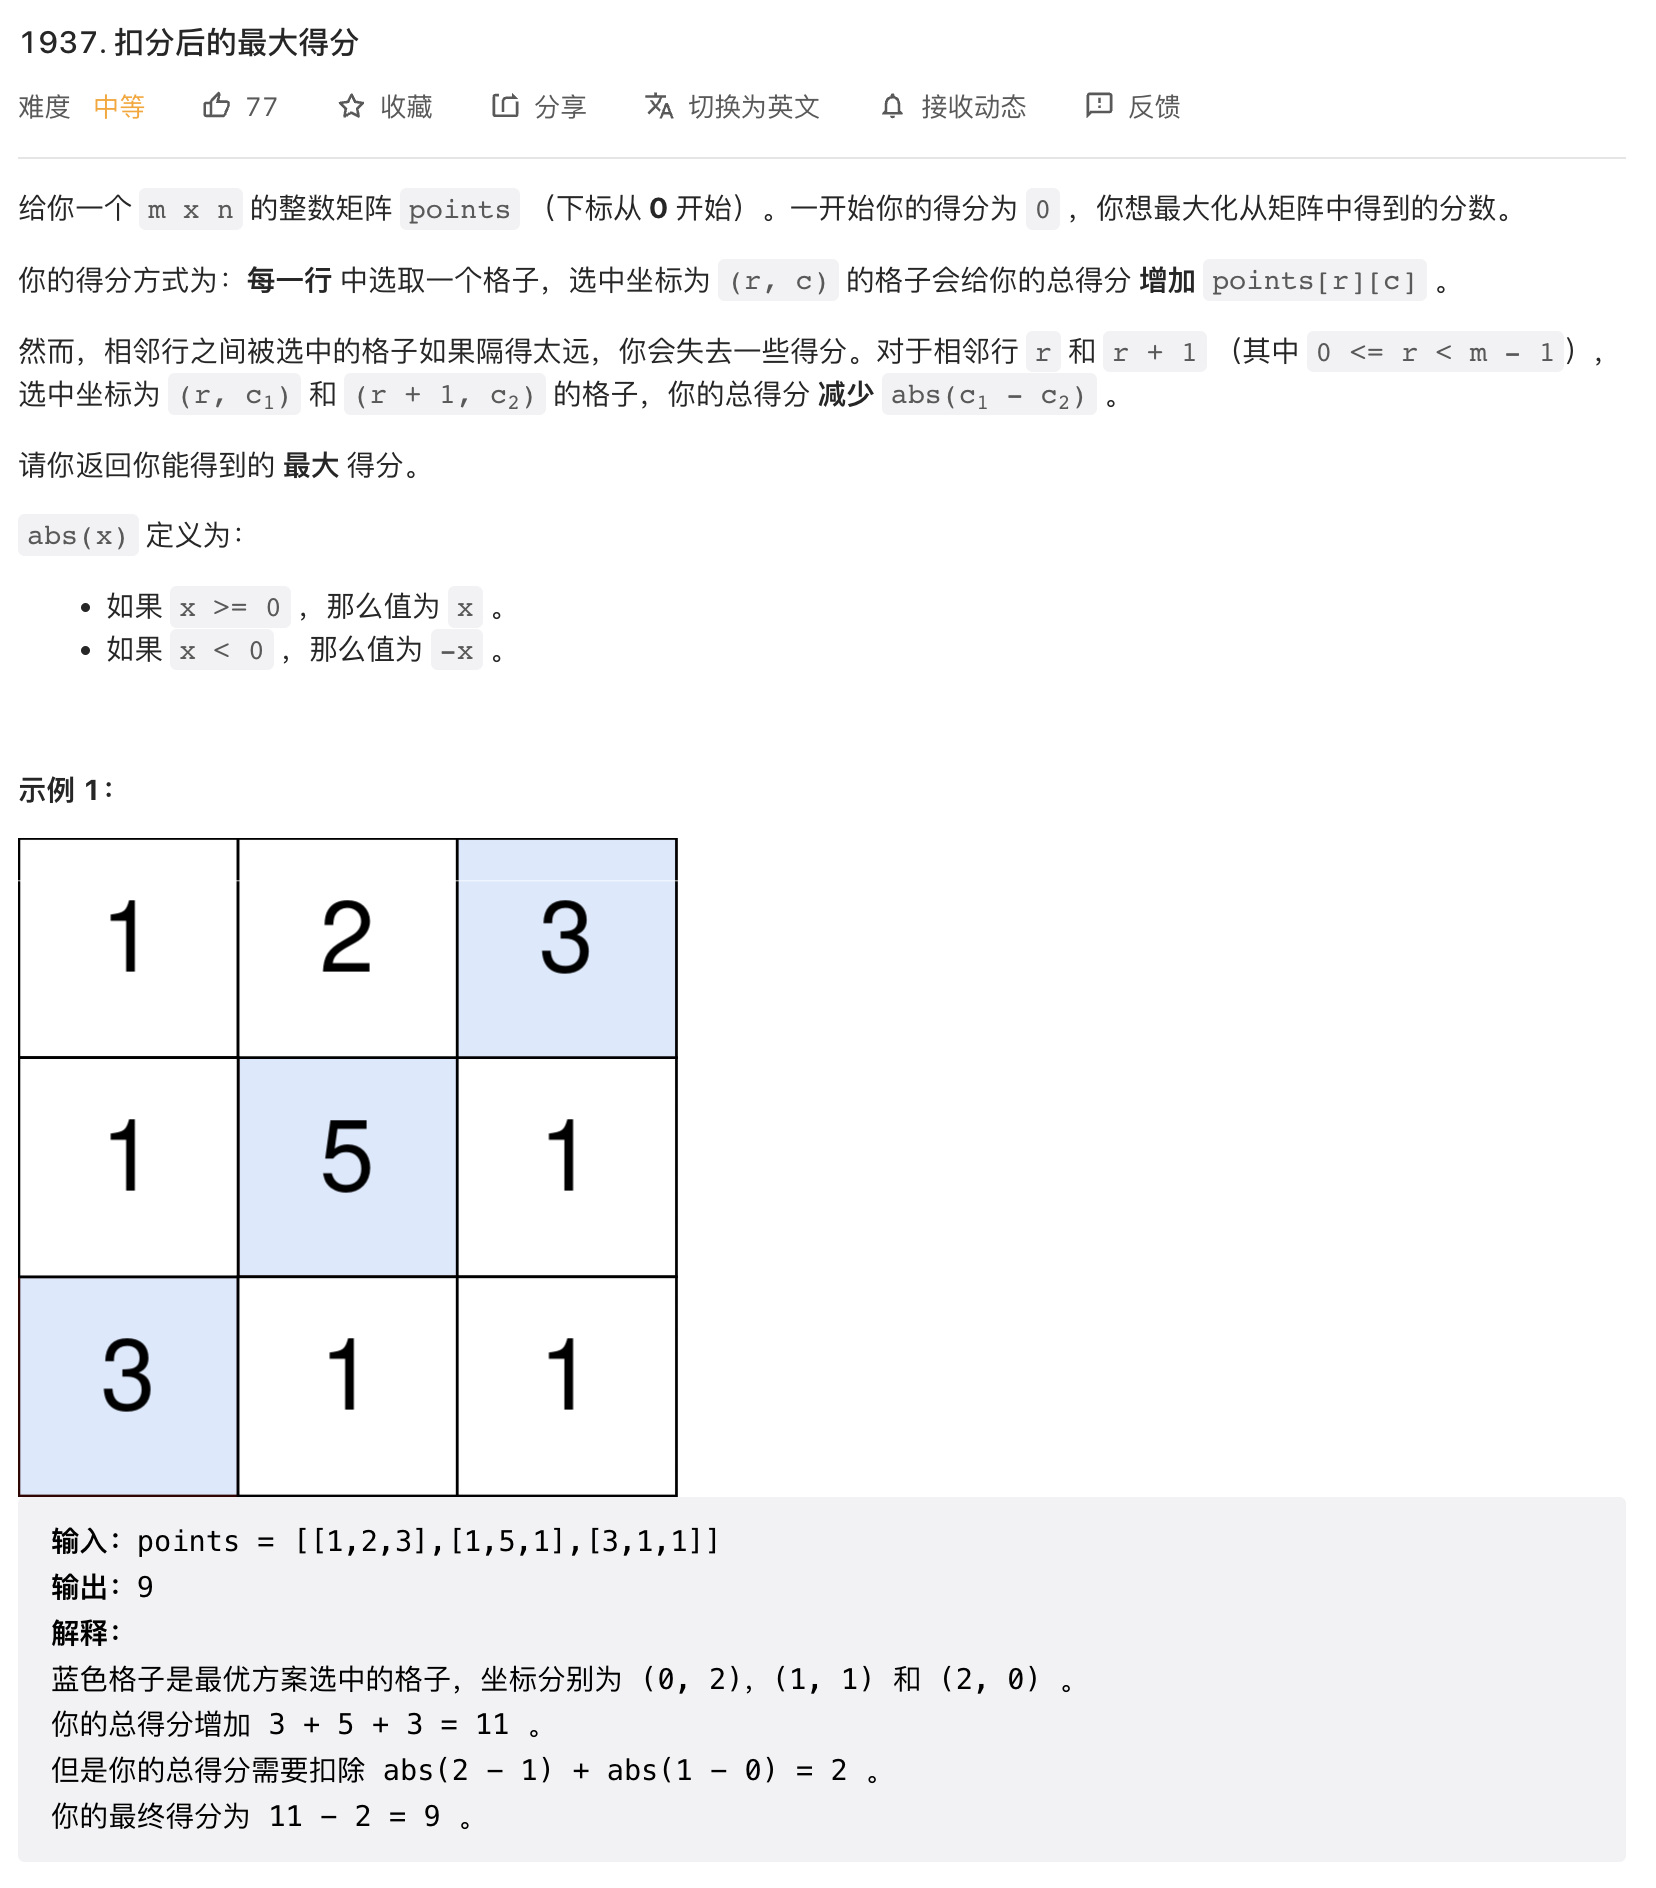 1937. 扣分后的最大得分
难度 中等 77 收藏 分享 切换为英文 接收动态 反馈
给你一个 m x n 的整数矩阵 points （下标从 0 开始）。一开始你的得分为 0 ，你想最大化从矩阵中得到的分数。
你的得分方式为：每一行 中选取一个格子，选中坐标为 (r, c) 的格子会给你的总得分 增加 points[r][c] 。
然而，相邻行之间被选中的格子如果隔得太远，你会失去一些得分。对于相邻行 r 和 r + 1 （其中 0 <= r < m - 1），
选中坐标为 (r, c₁) 和 (r + 1, c₂) 的格子，你的总得分 减少 abs(c₁ - c₂) 。
请你返回你能得到的 最大 得分。
abs(x) 定义为：
• 如果 x >= 0 ，那么值为 x 。
• 如果 x < 0 ，那么值为 -x 。
示例 1：
1 2 3
1 5 1
3 1 1
输入：points = [[1,2,3],[1,5,1],[3,1,1]]
输出：9
解释：
蓝色格子是最优方案选中的格子，坐标分别为 (0, 2)，(1, 1) 和 (2, 0) 。
你的总得分增加 3 + 5 + 3 = 11 。
但是你的总得分需要扣除 abs(2 - 1) + abs(1 - 0) = 2 。
你的最终得分为 11 - 2 = 9 。